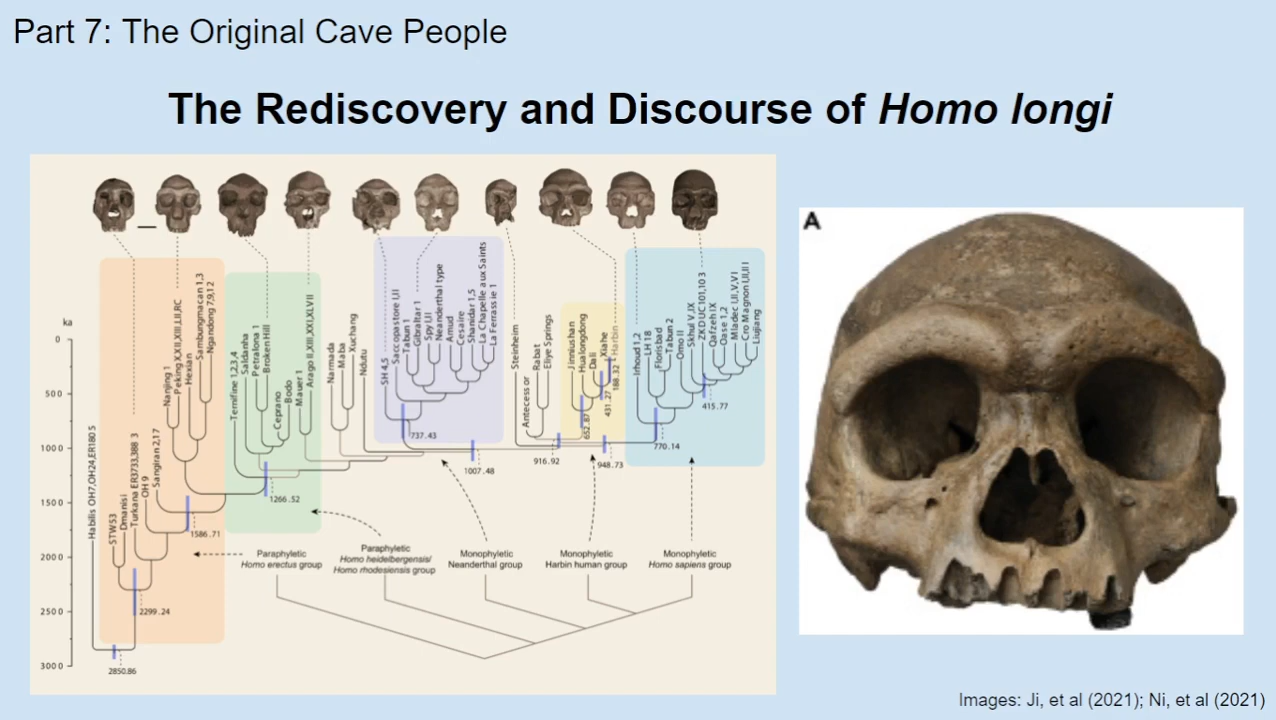 Part 7: The Original Cave People
The Rediscovery and Discourse of Homo longi
ka
0
500
1000
1500
2000
2500
3000
Habilis OH7,OH24,ER1805
STW53
Dmanisi
Turkana ER3733,3883
OH 9
Sangiran 2,17
Nanjing 1
Peking X,XII,XIII,LII,RC
Hexian
Sambungmacan 1,3
Ngandong 7,9,12
Ternifine 1,2,3,4
Saldanha
Petralona 1
Broken Hill
Ceprano
Bodo
Mauer 1
Arago II,XIII,XXI,XLVII
Narmada
Maba
Xuchang
Ndutu
SH 4,5
Saccopastore I,II
Tabun 1
Gibraltar 1
Spy I,II
Neanderthal type
Amud
Cesaire
Shanidar 1,5
La Chapelle aux Saints
La Ferrassie 1
Steinheim
Antecessor
Rabat
Eliye Springs
Jinniushan
Hualongdong
Dali
Xiahe
Harbin
Irhoud 1,2
LH 18
Florisbad
Tabun 2
Omo II
Skhul V,IX
ZKD UC101,103
Qafzeh IX
Oase 1,2
Mladec I,II,V,VI
Cro Magnon I,II,III
Liujiang
2850.86
2299.24
1586.71
1266.52
737.43
1007.48
916.92
652.87
431.27
188.32
948.73
770.14
415.77
Paraphyletic
Homo erectus group
Paraphyletic
Homo heidelbergensis/
Homo rhodesiensis group
Monophyletic
Neanderthal group
Monophyletic
Harbin human group
Monophyletic
Homo sapiens group
A
Images: Ji, et al (2021); Ni, et al (2021)